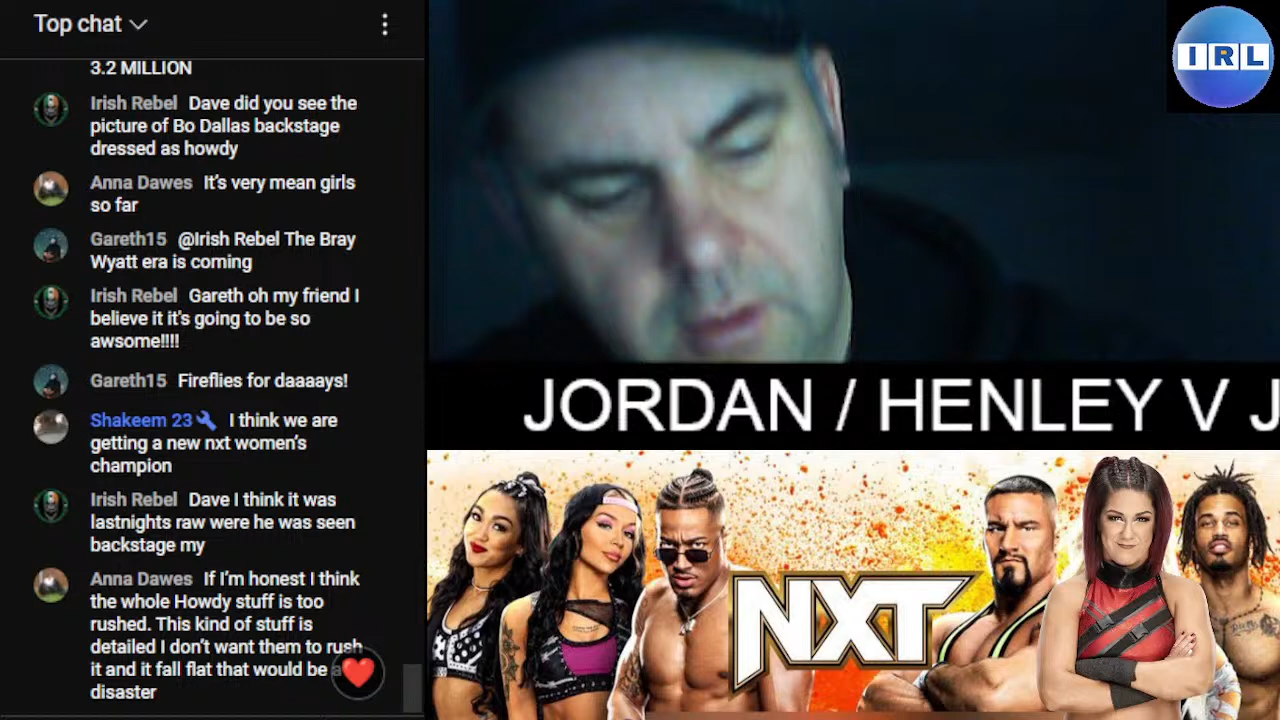 Top chat
3.2 MILLION
Irish Rebel Dave did you see the
picture of Bo Dallas backstage
dressed as howdy
Anna Dawes It's very mean girls
so far
Gareth15 @Irish Rebel The Bray
Wyatt era is coming
Irish Rebel Gareth oh my friend I
believe it it's going to be so
awsome!!!!
Gareth15 Fireflies for daaaays!
Shakeem 23 I think we are
getting a new nxt women's
champion
Irish Rebel Dave I think it was
lastnights raw were he was seen
backstage my
Anna Dawes If I'm honest I think
the whole Howdy stuff is too
rushed. This kind of stuff is
detailed I don't want them to rush
it and it fall flat that would be a
disaster
IRL
JORDAN / HENLEY V J
NXT